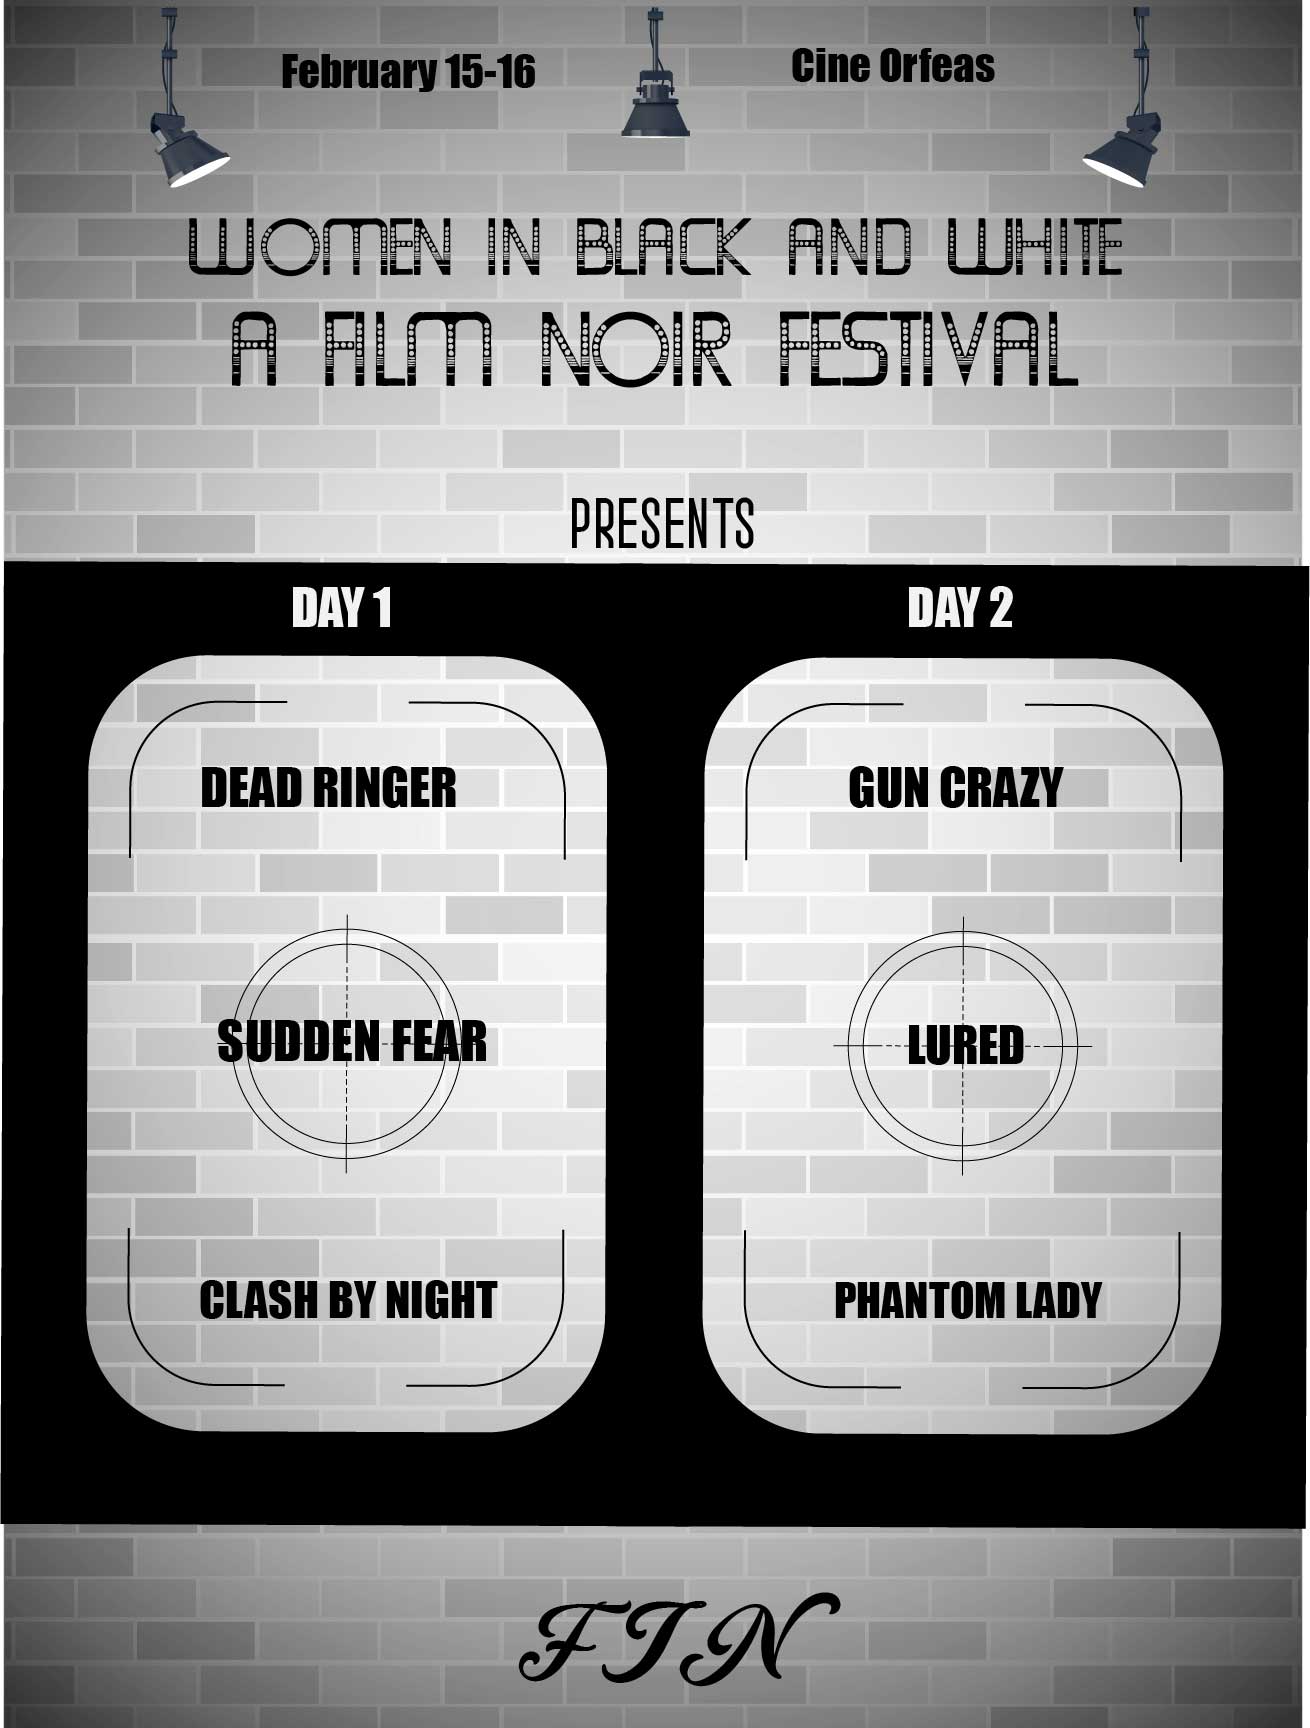 February 15-16
Cine Orfeas
WOMEN IN BLACK AND WHITE
A FILM NOIR FESTIVAL
PRESENTS
DAY 1
DEAD RINGER
SUDDEN FEAR
CLASH BY NIGHT
DAY 2
GUN CRAZY
LURED
PHANTOM LADY
FIN